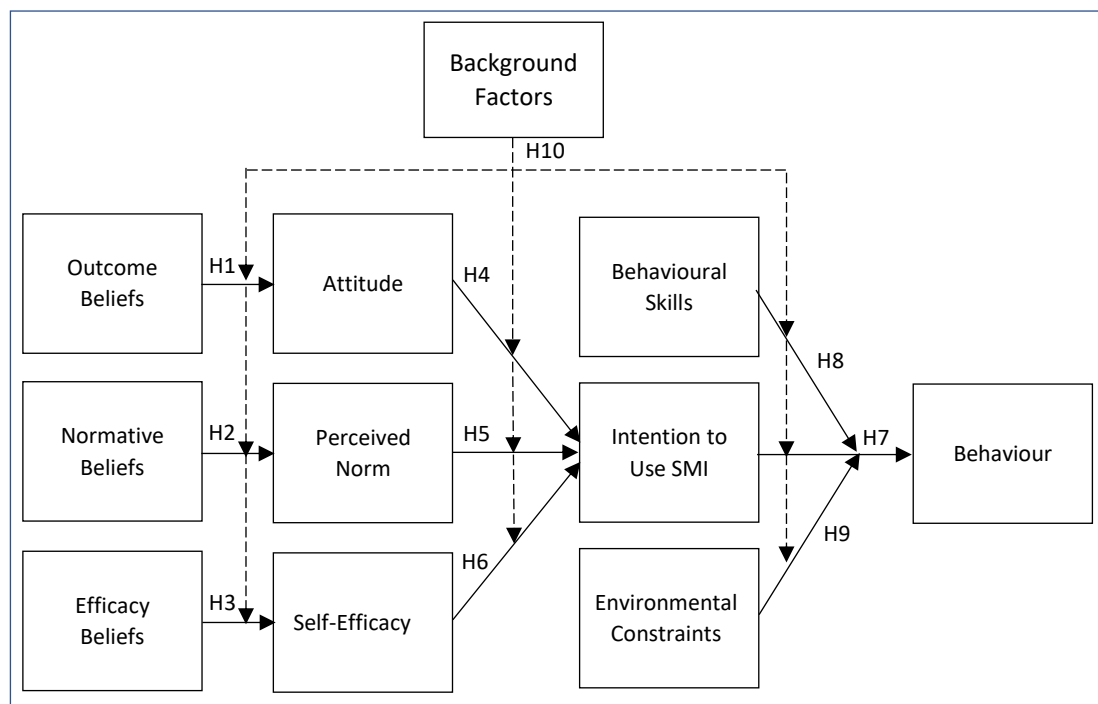 Background
Factors
H10
Outcome
Beliefs
H1
Attitude
H4
Behavioural
Skills
H8
Normative
Beliefs
H2
Perceived
Norm
H5
Intention to
Use SMI
H7
Behaviour
Efficacy
Beliefs
H3
Self-Efficacy
H6
Environmental
Constraints
H9